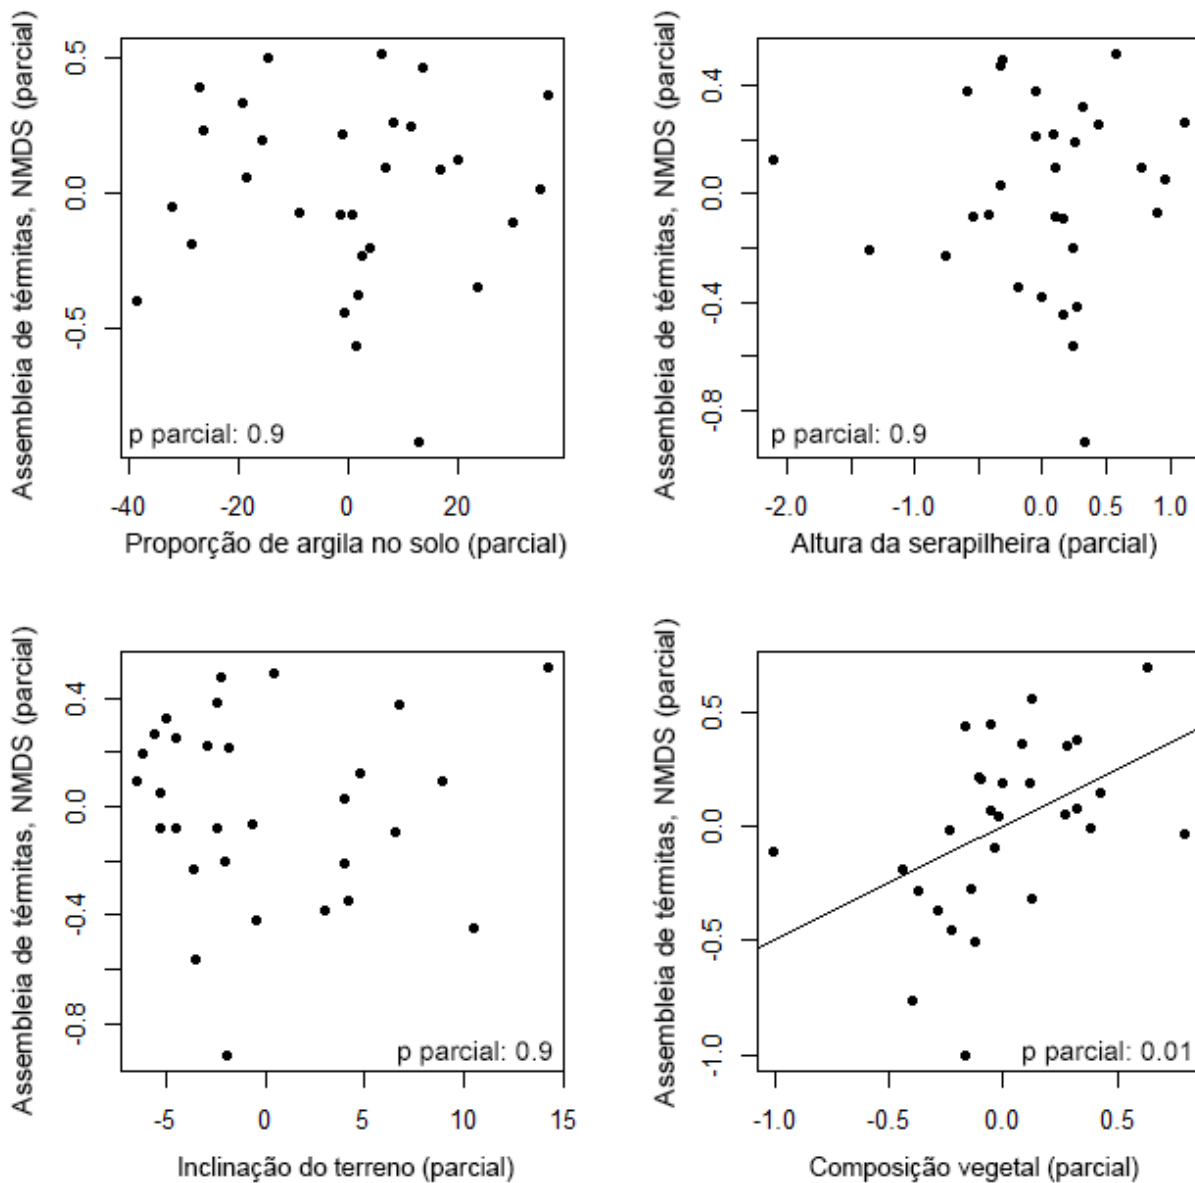 Assembleia de térmitas, NMDS (parcial)
0.5
0.0
-0.5
p parcial: 0.9
-40
-20
0
20
Proporção de argila no solo (parcial)
Assembleia de térmitas, NMDS (parcial)
0.4
0.0
-0.4
-0.8
p parcial: 0.9
-2.0
-1.0
0.0
0.5
1.0
Altura da serapilheira (parcial)
Assembleia de térmitas, NMDS (parcial)
0.4
0.0
-0.4
-0.8
p parcial: 0.9
-5
0
5
10
15
Inclinação do terreno (parcial)
Assembleia de térmitas, NMDS (parcial)
0.5
0.0
-0.5
-1.0
p parcial: 0.01
-1.0
-0.5
0.0
0.5
Composição vegetal (parcial)